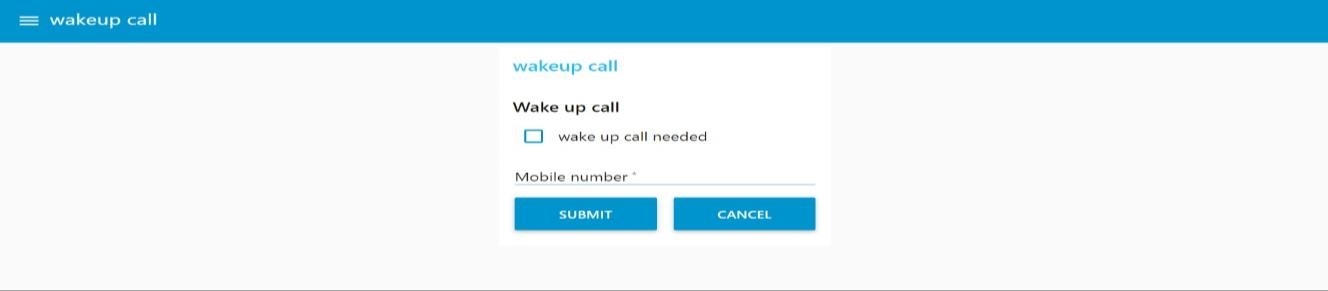 wakeup call
wakeup call
Wake up call
wake up call needed
Mobile number *
SUBMIT CANCEL